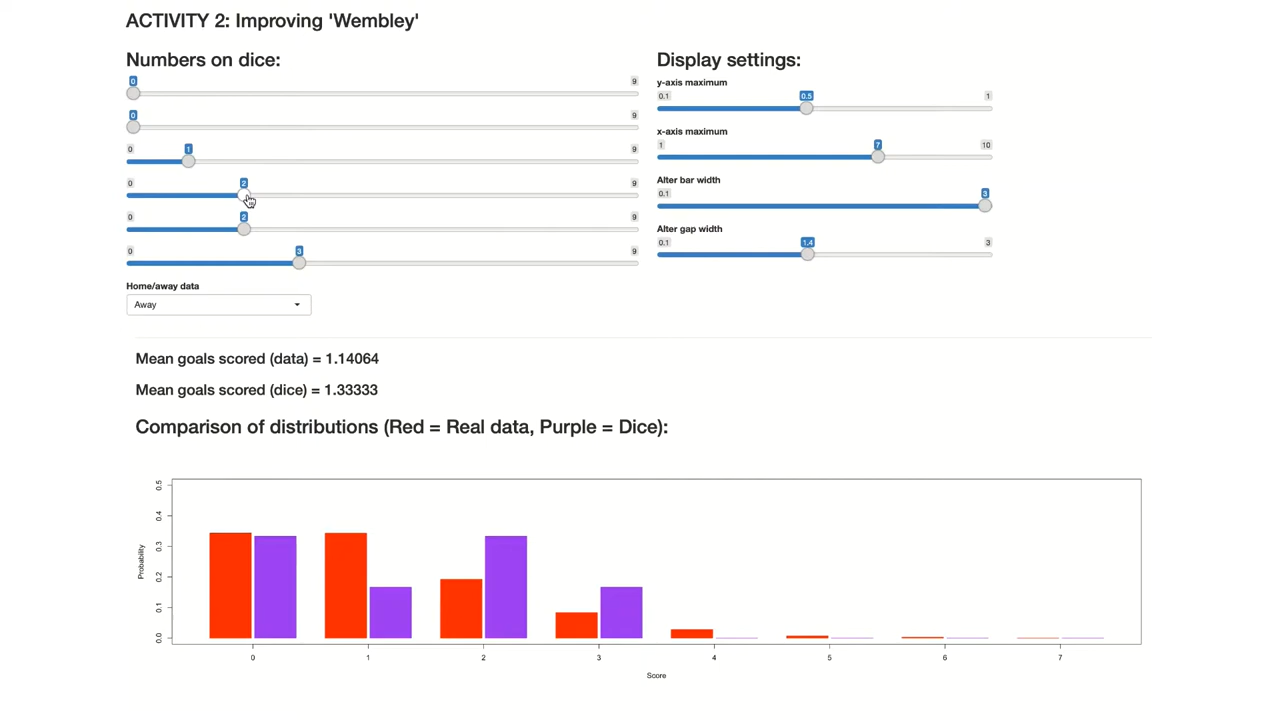 ACTIVITY 2: Improving 'Wembley'
Numbers on dice:
0 9
0 9
0 1 9
0 2 9
0 2 9
0 3 9
Home/away data
Away
Display settings:
y-axis maximum
0.1 0.5 1
x-axis maximum
1 7 10
Alter bar width
0.1 3
Alter gap width
0.1 1.4 3
Mean goals scored (data) = 1.14064
Mean goals scored (dice) = 1.33333
Comparison of distributions (Red = Real data, Purple = Dice):
Probability
0.5
0.4
0.3
0.2
0.1
0.0
0 1 2 3 4 5 6 7
Score